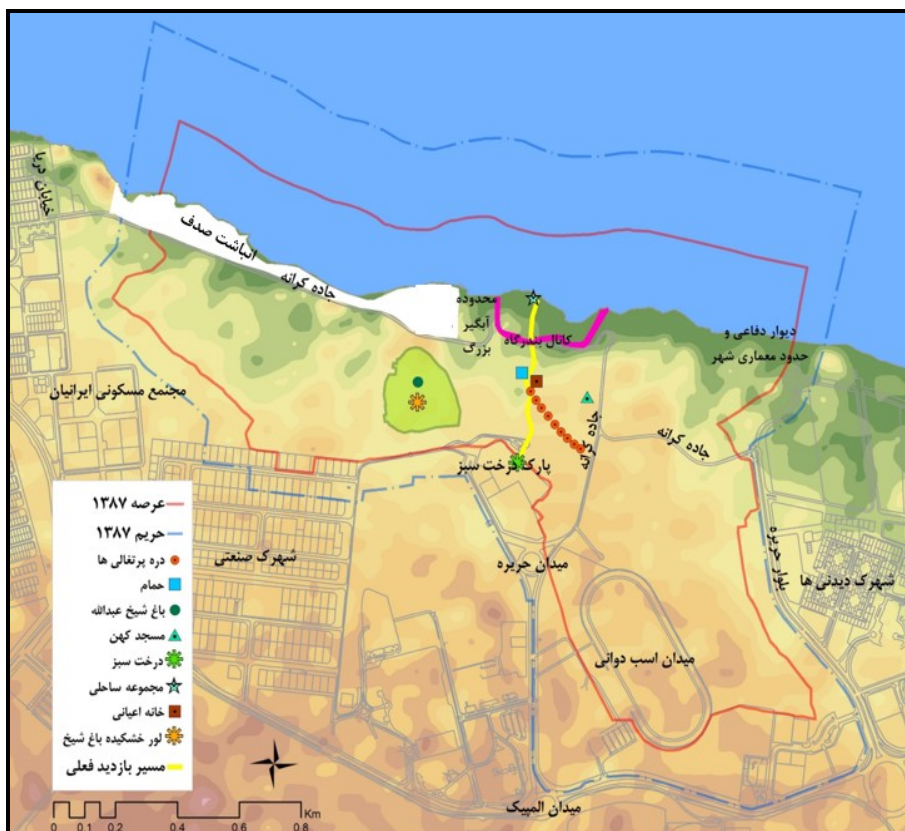 خیابان دریا
انباشت صدف
جاده کرانه
محدوده
آبگیر
بزرگ
کانال بندرگاه
دیوار دفاعی و
حدود معماری شهر
مجتمع مسکونی ایرانیان
جاده کرانه
جاده کرانه
پارک درخت سبز
عرصه ۱۳۸۷
حریم ۱۳۸۷
دره پرتغالی ها
حمام
باغ شیخ عبدالله
مسجد کهن
درخت سبز
مجموعه ساحلی
خانه اعیانی
لور خشکیده باغ شیخ
مسیر بازدید فعلی
شهرک صنعتی
میدان حریره
بلوار حریره
شهرک دیدنی ها
میدان اسب دوانی
میدان المپیک
Km
0 0.1 0.2 0.4 0.6 0.8